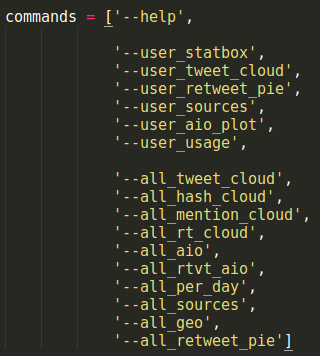 commands = ['--help',
'--user_statbox',
'--user_tweet_cloud',
'--user_retweet_pie',
'--user_sources',
'--user_aio_plot',
'--user_usage',
'--all_tweet_cloud',
'--all_hash_cloud',
'--all_mention_cloud',
'--all_rt_cloud',
'--all_aio',
'--all_rtvt_aio',
'--all_per_day',
'--all_sources',
'--all_geo',
'--all_retweet_pie']